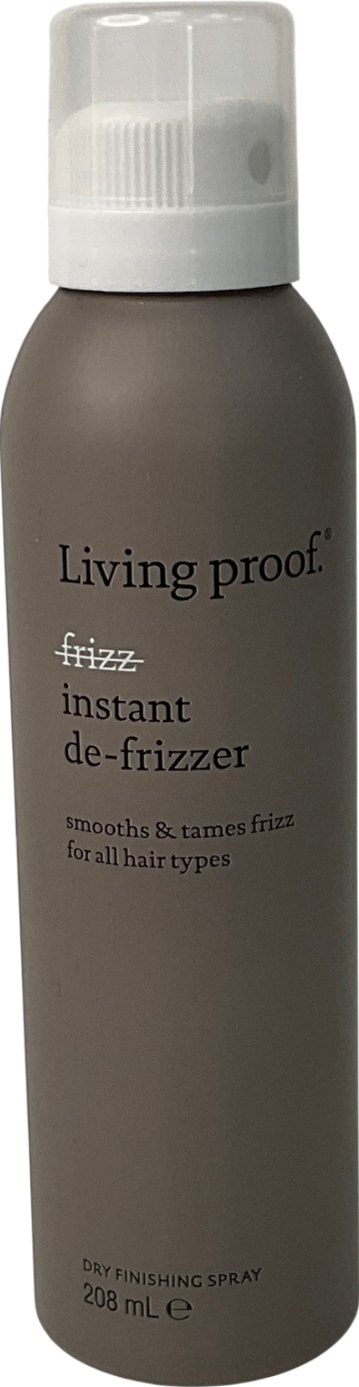 Living proof.®
frizz
instant
de-frizzer
smooths & tames frizz
for all hair types
DRY FINISHING SPRAY
208 mL ℮